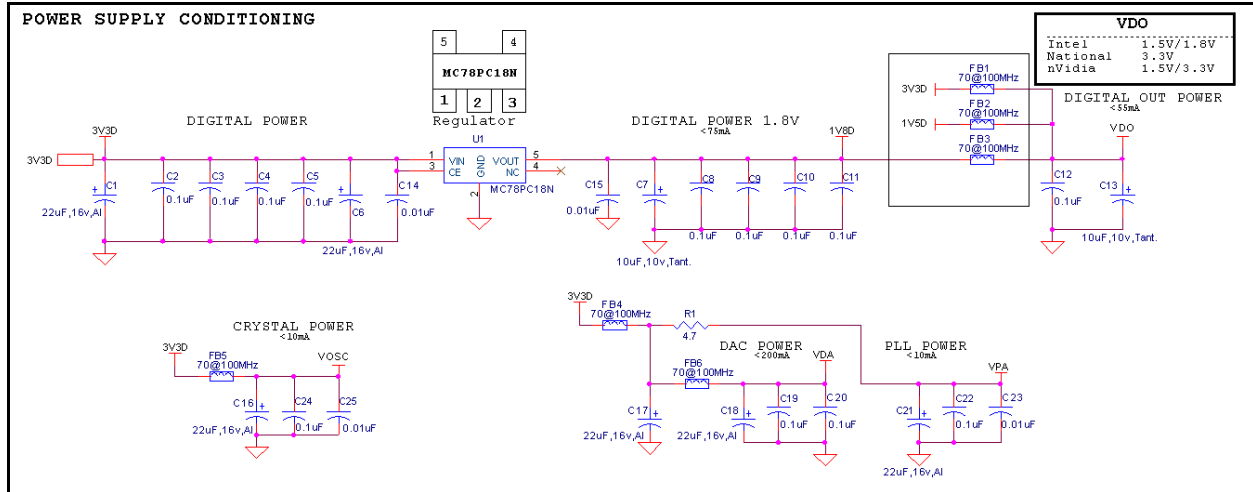 POWER SUPPLY CONDITIONING
VDO
Intel 1.5V/1.8V
National 3.3V
nVidia 1.5V/3.3V
5 4
MC78PC18N
1 2 3
Regulator
FB1
70@100MHz
3V3D
FB2
70@100MHz
1V5D
FB3
DIGITAL OUT POWER
<55mA
VDO
DIGITAL POWER
3V3D
3V3D
U1
1 VIN VOUT 5
3 CE GND NC 4
2
MC78PC18N
DIGITAL POWER 1.8V
<75mA
1V8D
C1
22uF,16v,Al
C2
0.1uF
C3
0.1uF
C4
0.1uF
C5
0.1uF
C6
22uF,16v,Al
C14
0.01uF
C15
0.01uF
C7
10uF,10v,Tant.
C8
0.1uF
C9
0.1uF
C10
0.1uF
C11
0.1uF
C12
0.1uF
C13
10uF,10v,Tant.
CRYSTAL POWER
<10mA
3V3D
FB5
70@100MHz
VOSC
C16
22uF,16v,Al
C24
0.1uF
C25
0.01uF
3V3D
FB4
70@100MHz
R1
4.7
DAC POWER
<200mA
FB6
70@100MHz
VDA
C17
22uF,16v,Al
C18
22uF,16v,Al
C19
0.1uF
C20
0.1uF
PLL POWER
<10mA
VPA
C21
22uF,16v,Al
C22
0.1uF
C23
0.01uF